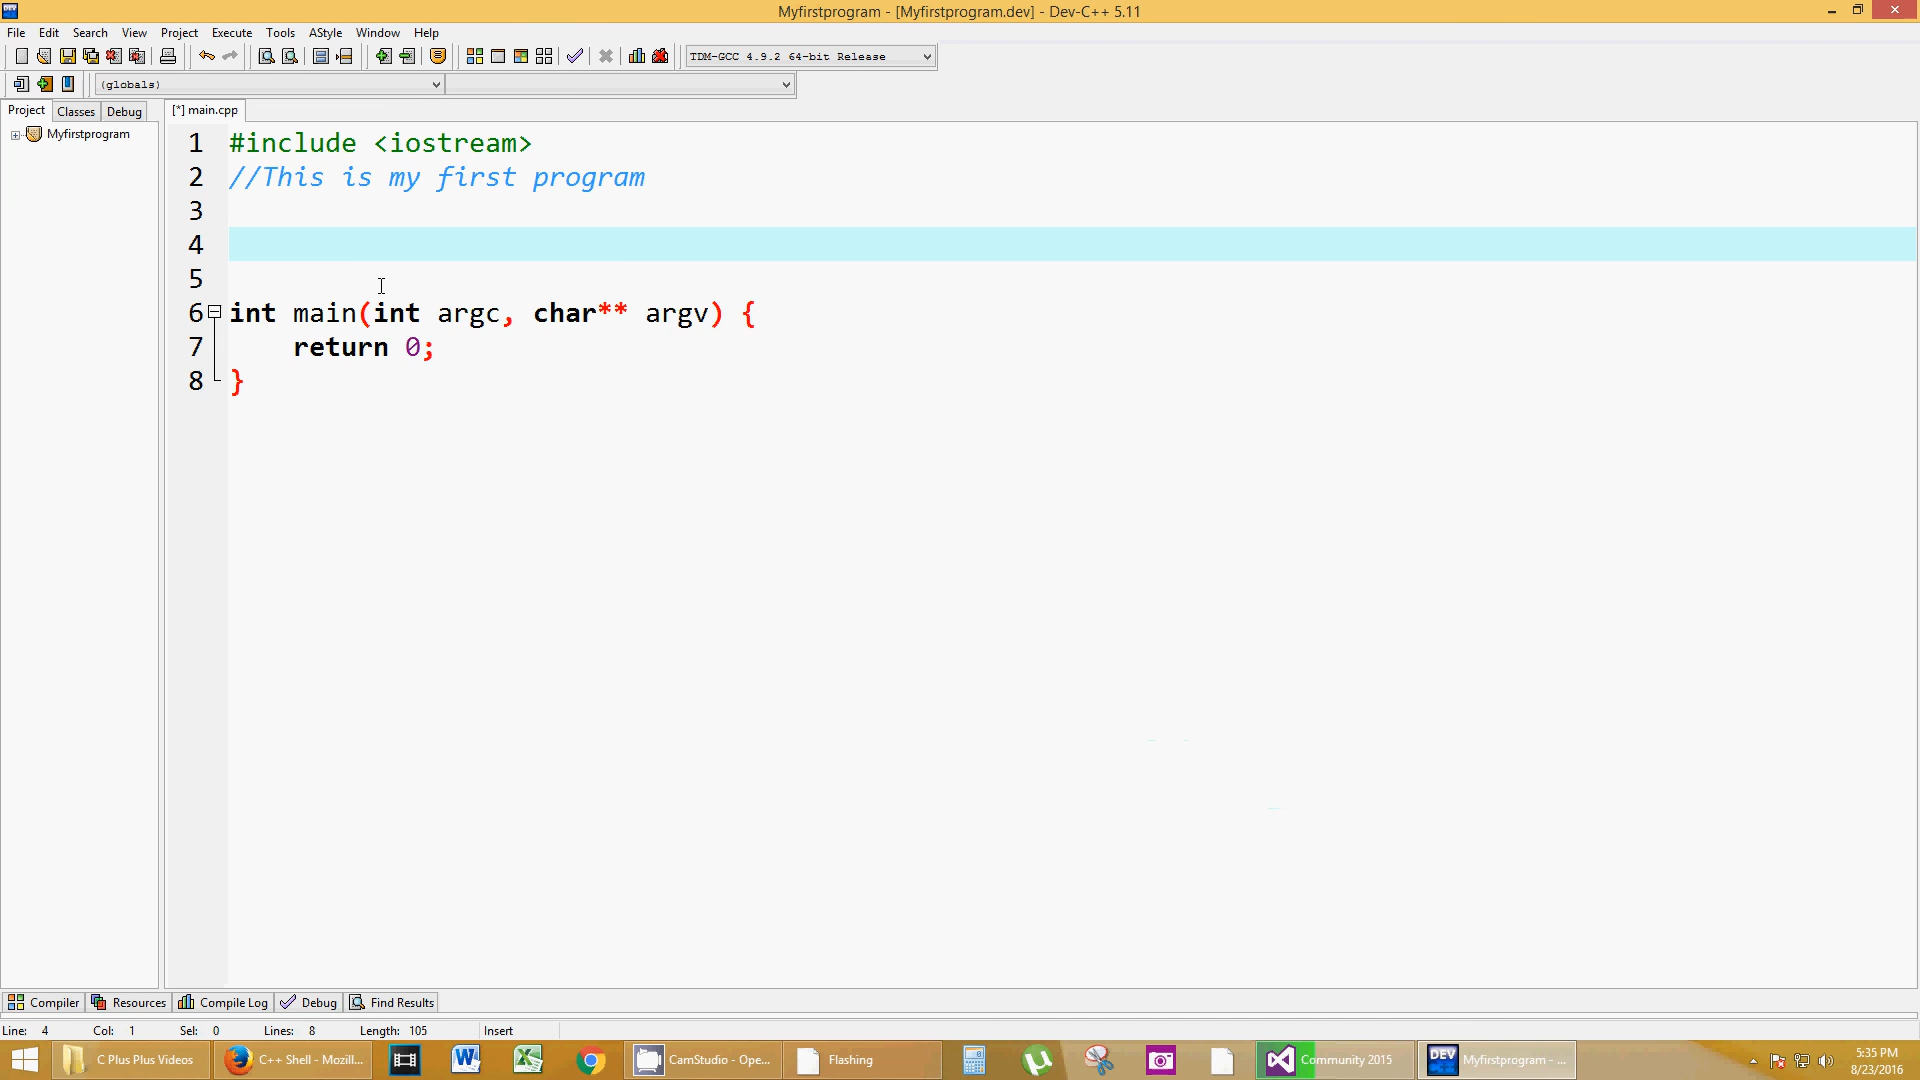 Myfirstprogram - [Myfirstprogram.dev] - Dev-C++ 5.11
File Edit Search View Project Execute Tools AStyle Window Help
TDM-GCC 4.9.2 64-bit Release
(globals)
Project Classes Debug [*] main.cpp
Myfirstprogram
1 #include <iostream>
2 //This is my first program
3
4
5
6 int main(int argc, char** argv) {
7 return 0;
8 }
Compiler Resources Compile Log Debug Find Results
Line: 4 Col: 1 Sel: 0 Lines: 8 Length: 105 Insert
C Plus Plus Videos C++ Shell - Mozill... CamStudio - Ope... Flashing Community 2015 DEV Myfirstprogram - ... 5:35 PM
8/23/2016